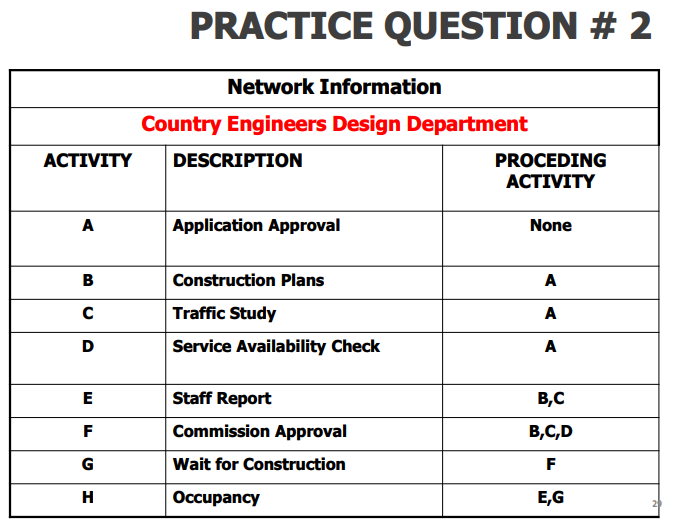 PRACTICE QUESTION # 2
Network Information
Country Engineers Design Department
ACTIVITY DESCRIPTION PROCEDING
ACTIVITY
A Application Approval None
B Construction Plans A
C Traffic Study A
D Service Availability Check A
E Staff Report B,C
F Commission Approval B,C,D
G Wait for Construction F
H Occupancy E,G